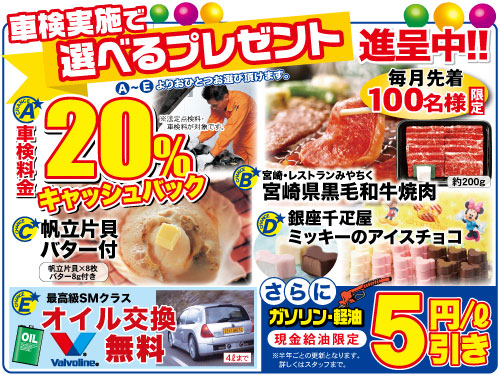 車検実施で
選べるプレゼント
進呈中!!
A～Eよりおひとつお選び頂けます。
毎月先着
100名様
限定
A
車検料金
20%
キャッシュバック
※法定点検料・
車検料が対象です。
B
宮崎・レストランみやちく
宮崎県黒毛和牛焼肉
約200g
C
帆立片貝
バター付
帆立片貝×8枚
バター8g付き
D
銀座千疋屋
ミッキーのアイスチョコ
E
最高級SMクラス
オイル交換
無料
OIL
Valvoline
4ℓまで
さらに
ガソリン・軽油
現金給油限定
5円/ℓ
引き
※半年ごとの更新となります。
詳しくはスタッフまで。